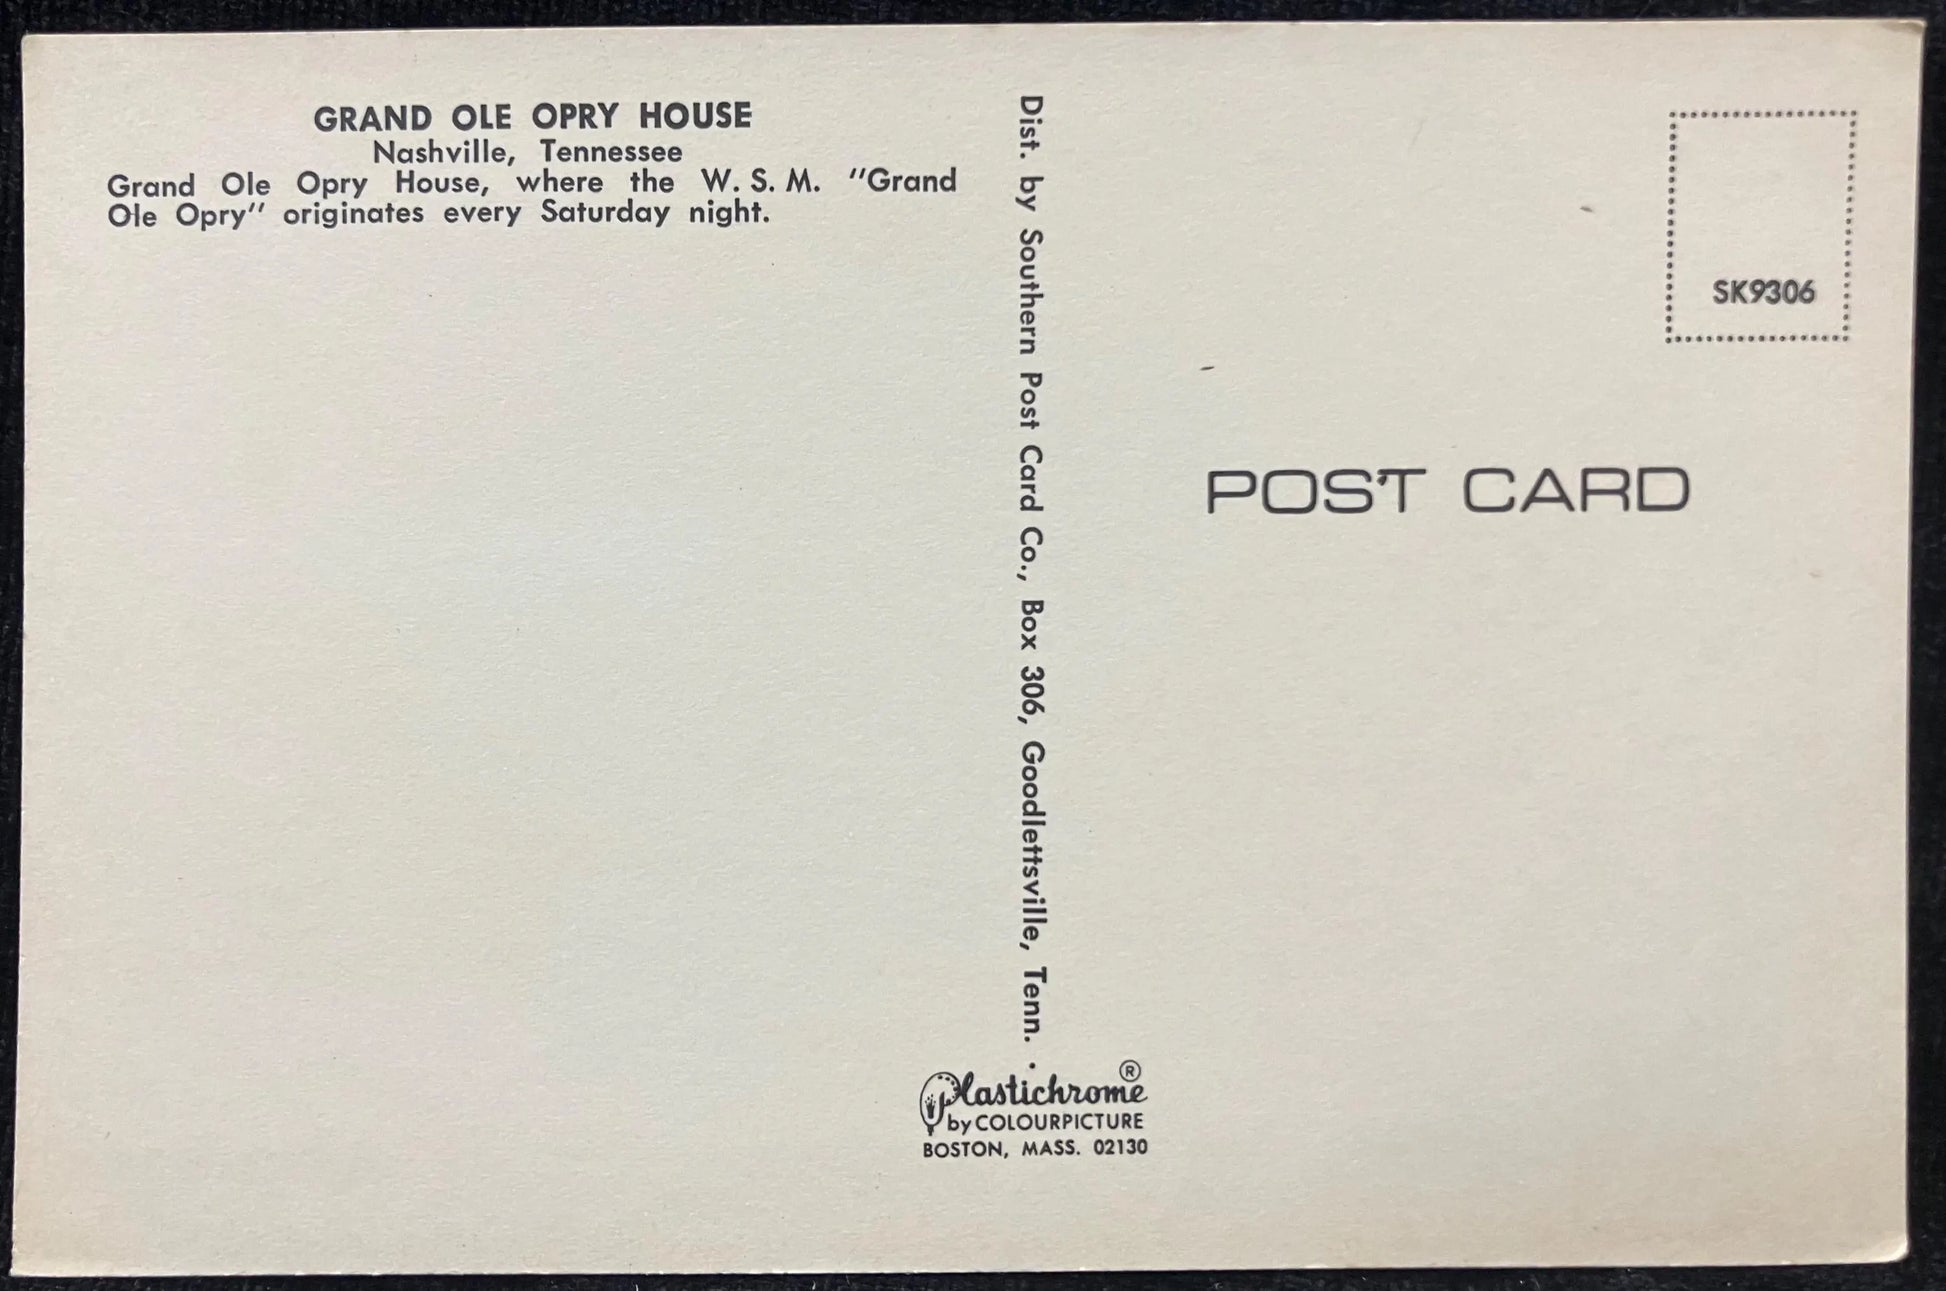 GRAND OLE OPRY HOUSE
Nashville, Tennessee
Grand Ole Opry House, where the W. S. M. "Grand
Ole Opry" originates every Saturday night.
Dist. by Southern Post Card Co., Box 306, Goodlettsville, Tenn.
SK9306
POST CARD
Plastichrome®
by COLOURPICTURE
BOSTON, MASS. 02130